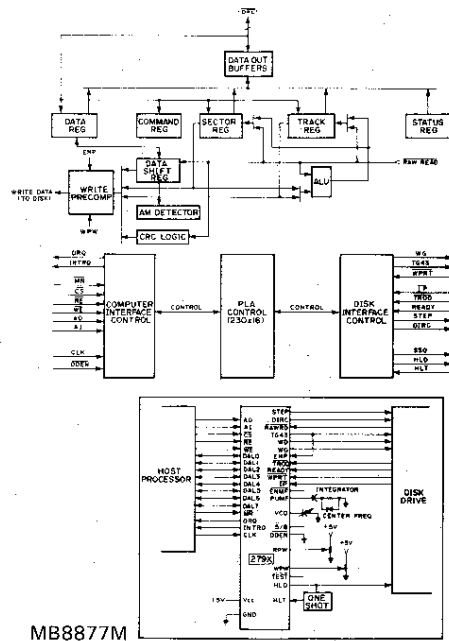 DAL
DATA OUT
BUFFERS
DATA
REG
COMMAND
REG
SECTOR
REG
TRACK
REG
STATUS
REG
ENP
RAW READ
DATA
SHIFT
REG
ALU
WRITE DATA
(TO DISK)
WRITE
PRECOMP
AM DETECTOR
WPW
CRC LOGIC
DRQ
INTRQ
MR
CS
RE
WE
A0
A1
CLK
DDEN
COMPUTER
INTERFACE
CONTROL
CONTROL
PLA
CONTROL
(230x16)
CONTROL
DISK
INTERFACE
CONTROL
WG
TG43
WPRT
IP
TR00
READY
STEP
DIRC
SSO
HLD
HLT
HOST
PROCESSOR
A0
A1
CS
RE
WE
DAL0
DAL1
DAL2
DAL3
DAL4
DAL5
DAL6
DAL7
MR
DRQ
INTRQ
CLK
STEP
DIRC
RAWRD
TG43
WD
WG
ENP
TR00
READY
WPRT
IP
ENMF
PUMP
VCO
5/8
DDEN
RPW
WPW
TEST
HLD
HLT
279X
INTEGRATOR
CENTER FREQ
+5V
+5V
DISK
DRIVE
Vcc
GND
ONE
SHOT
MB8877M